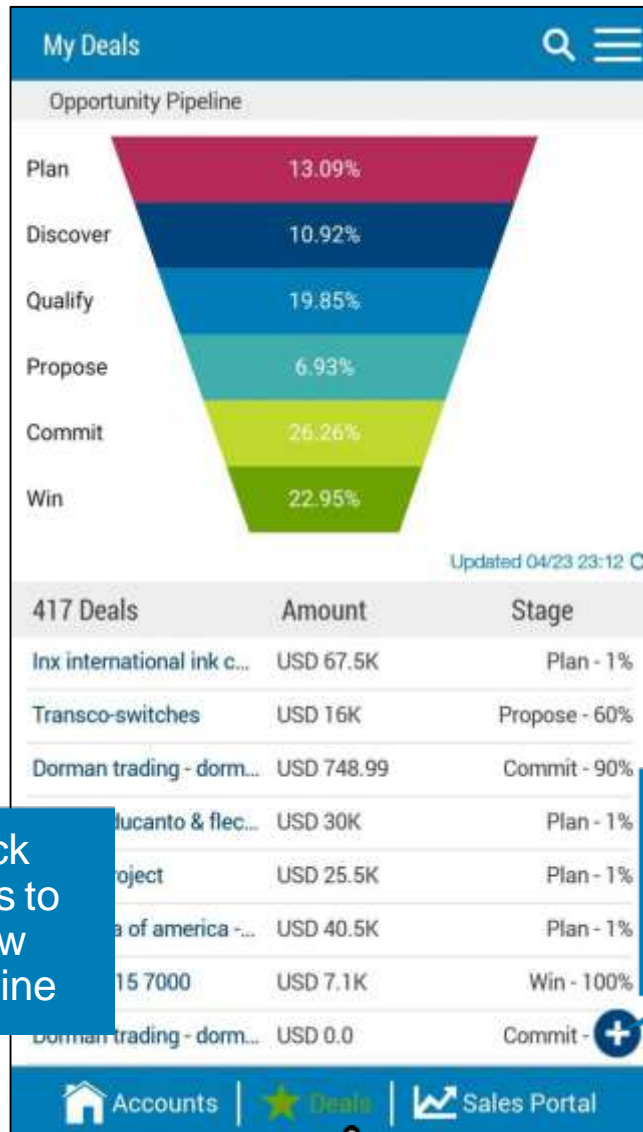 My Deals
Opportunity Pipeline
Plan 13.09%
Discover 10.92%
Qualify 19.85%
Propose 6.93%
Commit 26.26%
Win 22.95%
Updated 04/23 23:12
417 Deals Amount Stage
Inx international ink c... USD 67.5K Plan - 1%
Transco-switches USD 16K Propose - 60%
Dorman trading - dorm... USD 748.99 Commit - 90%
& flec... USD 30K Plan - 1%
USD 25.5K Plan - 1%
of america -... USD 40.5K Plan - 1%
15 7000 USD 7.1K Win - 100%
Dorman trading - dorm... USD 0.0 Commit -
to
Accounts | Deals | Sales Portal